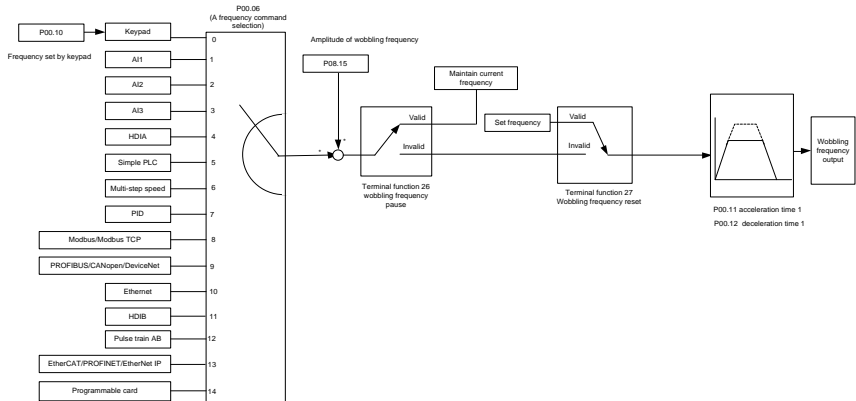 P00.06
(A frequency command
selection)
P00.10
Keypad
0
Frequency set by keypad
AI1
1
AI2
2
AI3
3
HDIA
4
Simple PLC
5
Multi-step speed
6
PID
7
Modbus/Modbus TCP
8
PROFIBUS/CANopen/DeviceNet
9
Ethernet
10
HDIB
11
Pulse train AB
12
EtherCAT/PROFINET/EtherNet IP
13
Programmable card
14
Amplitude of wobbling frequency
P08.15
Valid
Invalid
Terminal function 26
wobbling frequency
pause
Maintain current
frequency
Set frequency
Valid
Invalid
Terminal function 27
Wobbling frequency reset
P00.11 acceleration time 1
P00.12 deceleration time 1
Wobbling
frequency
output